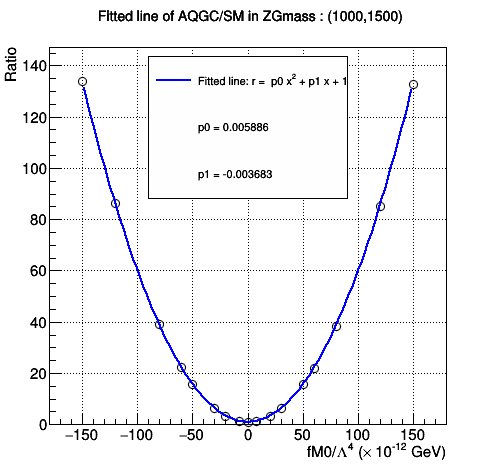 FItted line of AQGC/SM in ZGmass : (1000,1500)
Ratio
Fitted line: r = p0 x² + p1 x + 1
p0 = 0.005886
p1 = -0.003683
140
120
100
80
60
40
20
0
−150 −100 −50 0 50 100 150
fM0/Λ⁴ (× 10⁻¹² GeV)